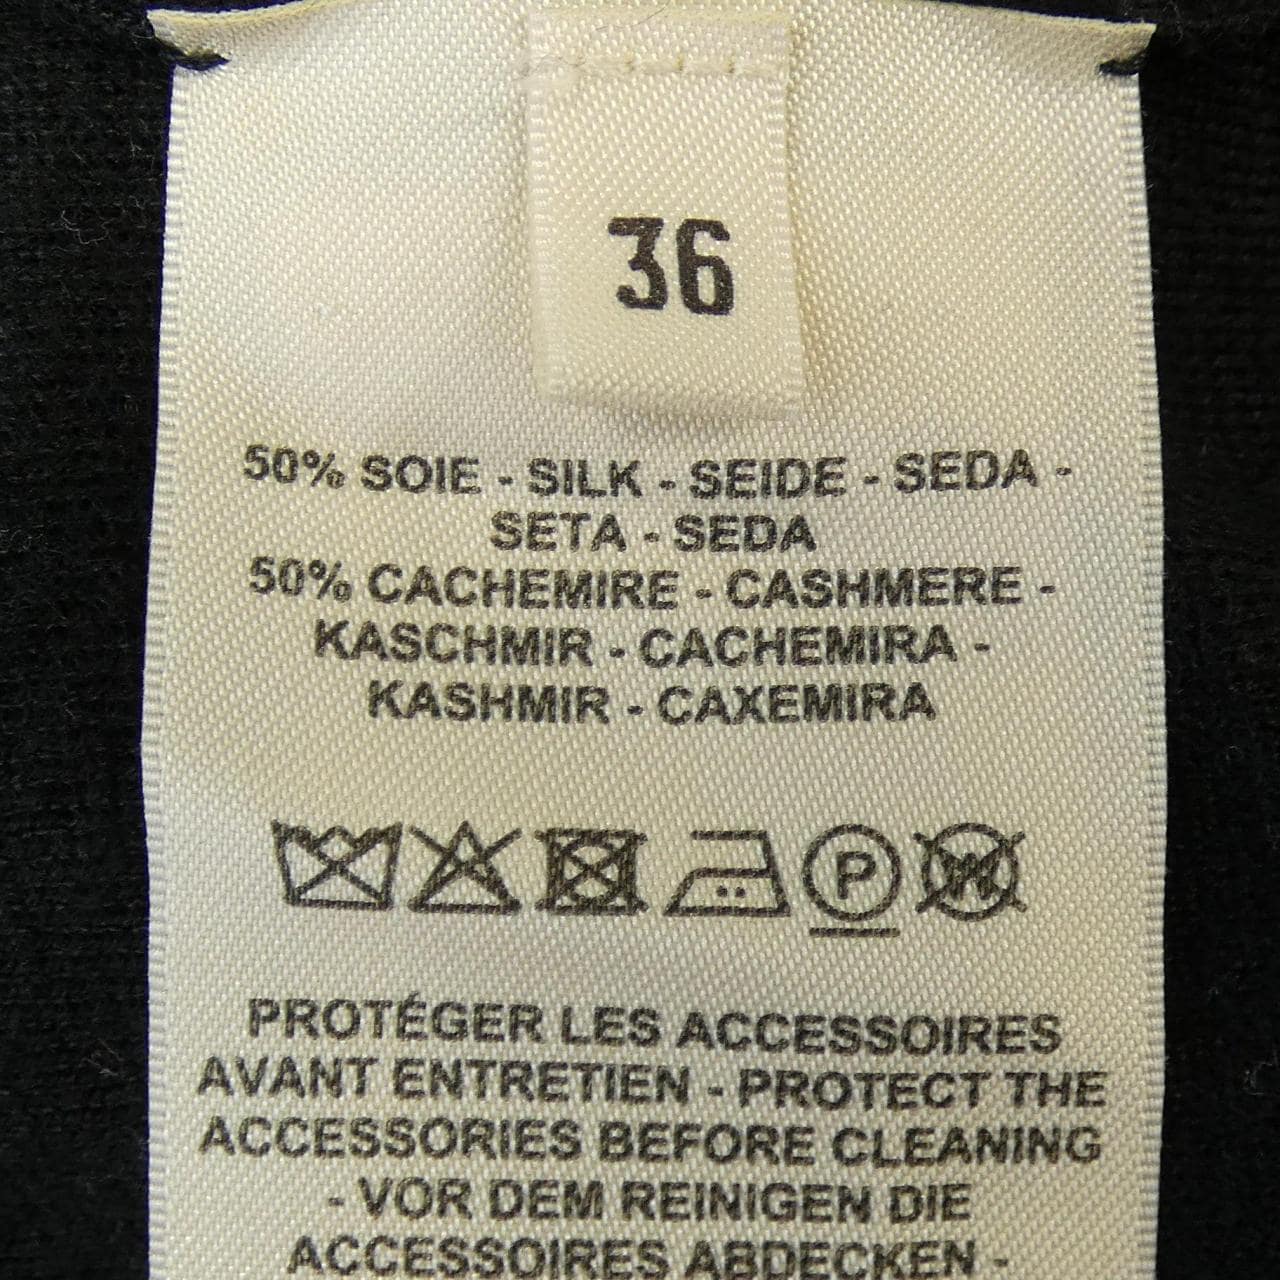 36
50% SOIE - SILK - SEIDE - SEDA -
SETA - SEDA
50% CACHEMIRE - CASHMERE -
KASCHMIR - CACHEMIRA -
KASHMIR - CAXEMIRA
P W
PROTÉGER LES ACCESSOIRES
AVANT ENTRETIEN - PROTECT THE
ACCESSORIES BEFORE CLEANING
- VOR DEM REINIGEN DIE
ACCESSOIRES ABDECKEN -